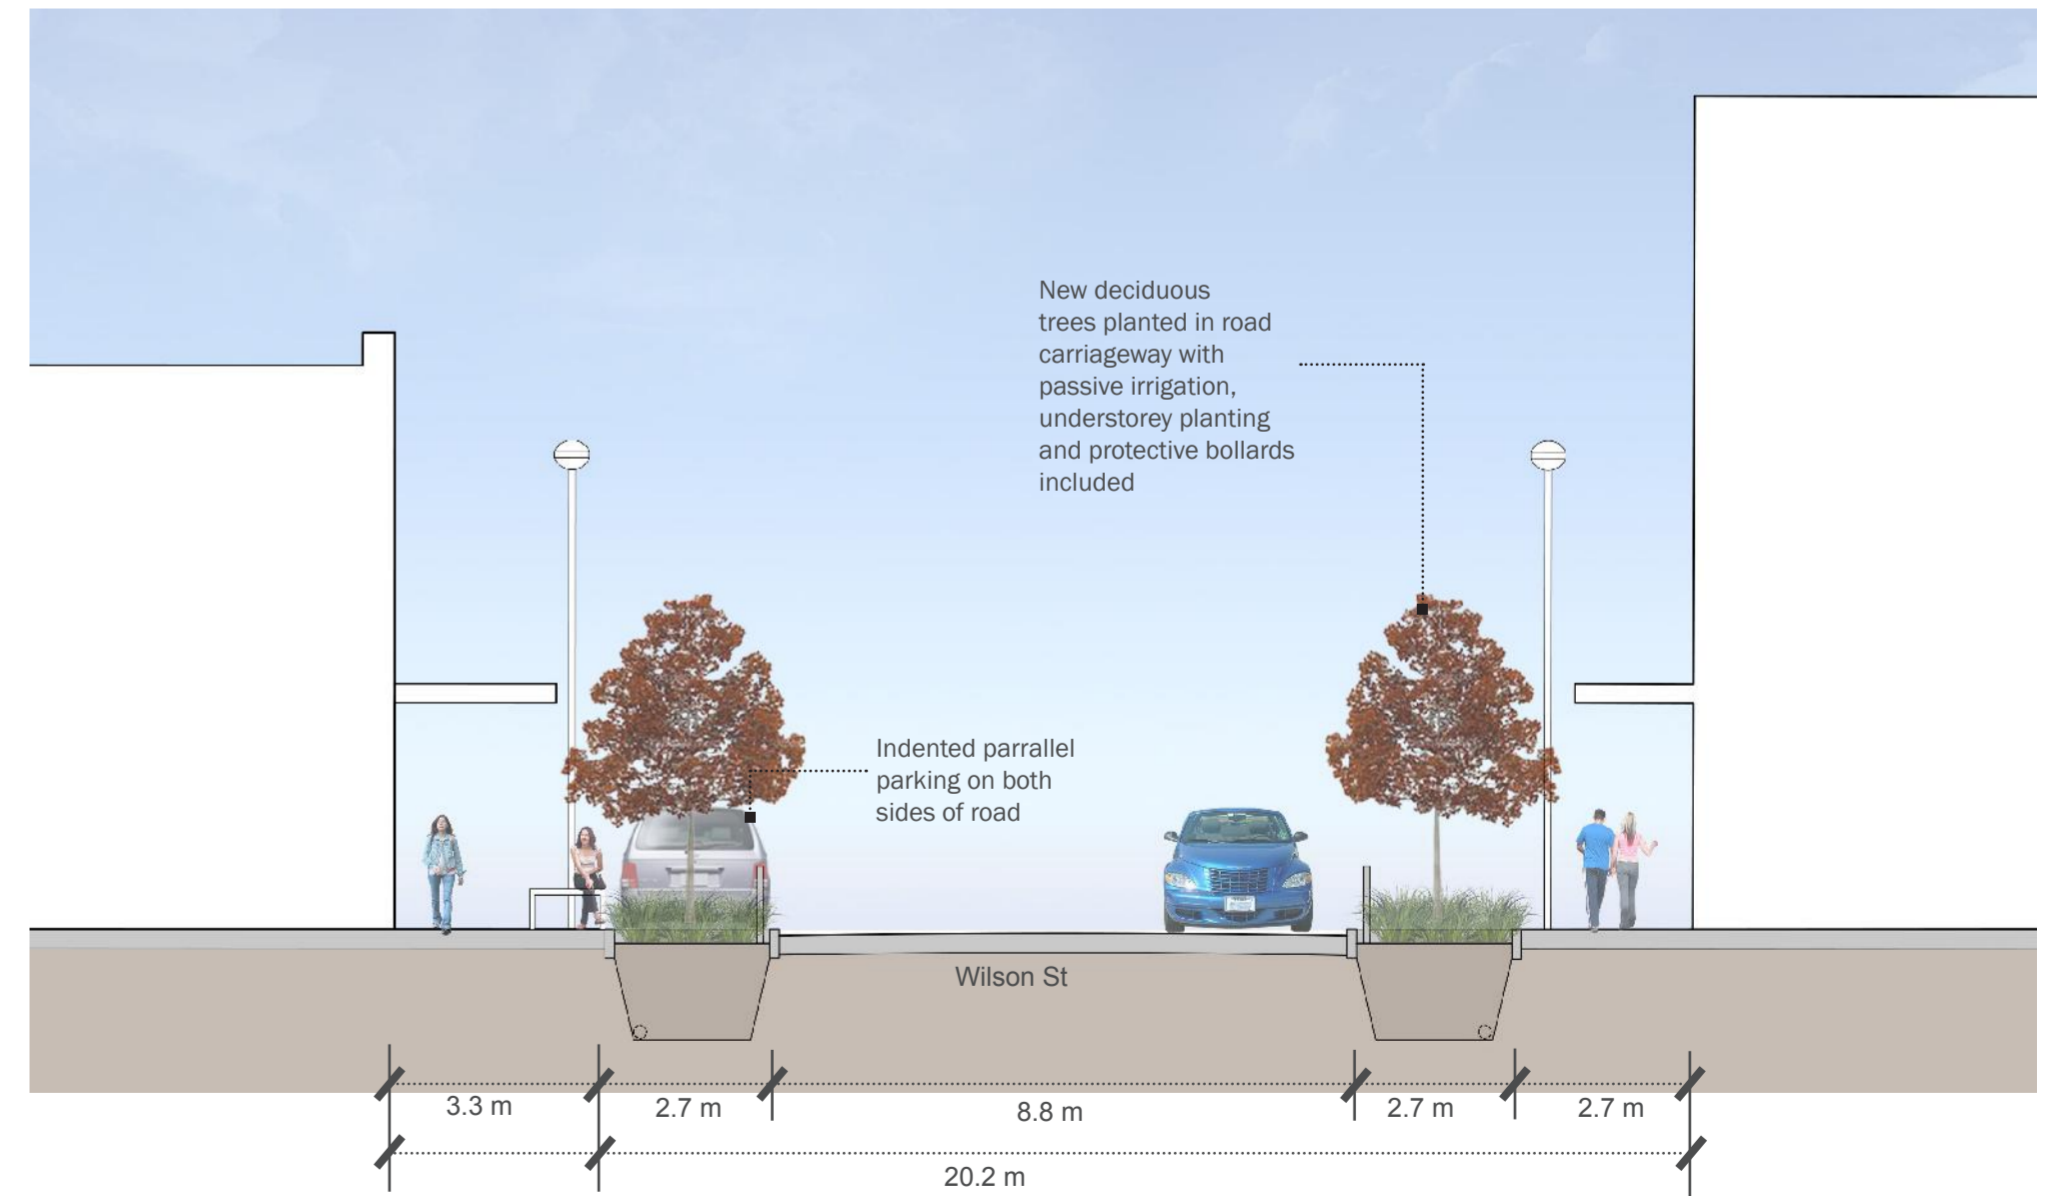 New deciduous
trees planted in road
carriageway with
passive irrigation,
understorey planting
and protective bollards
included
Indented parrallel
parking on both
sides of road
Wilson St
3.3 m
2.7 m
8.8 m
2.7 m
2.7 m
20.2 m